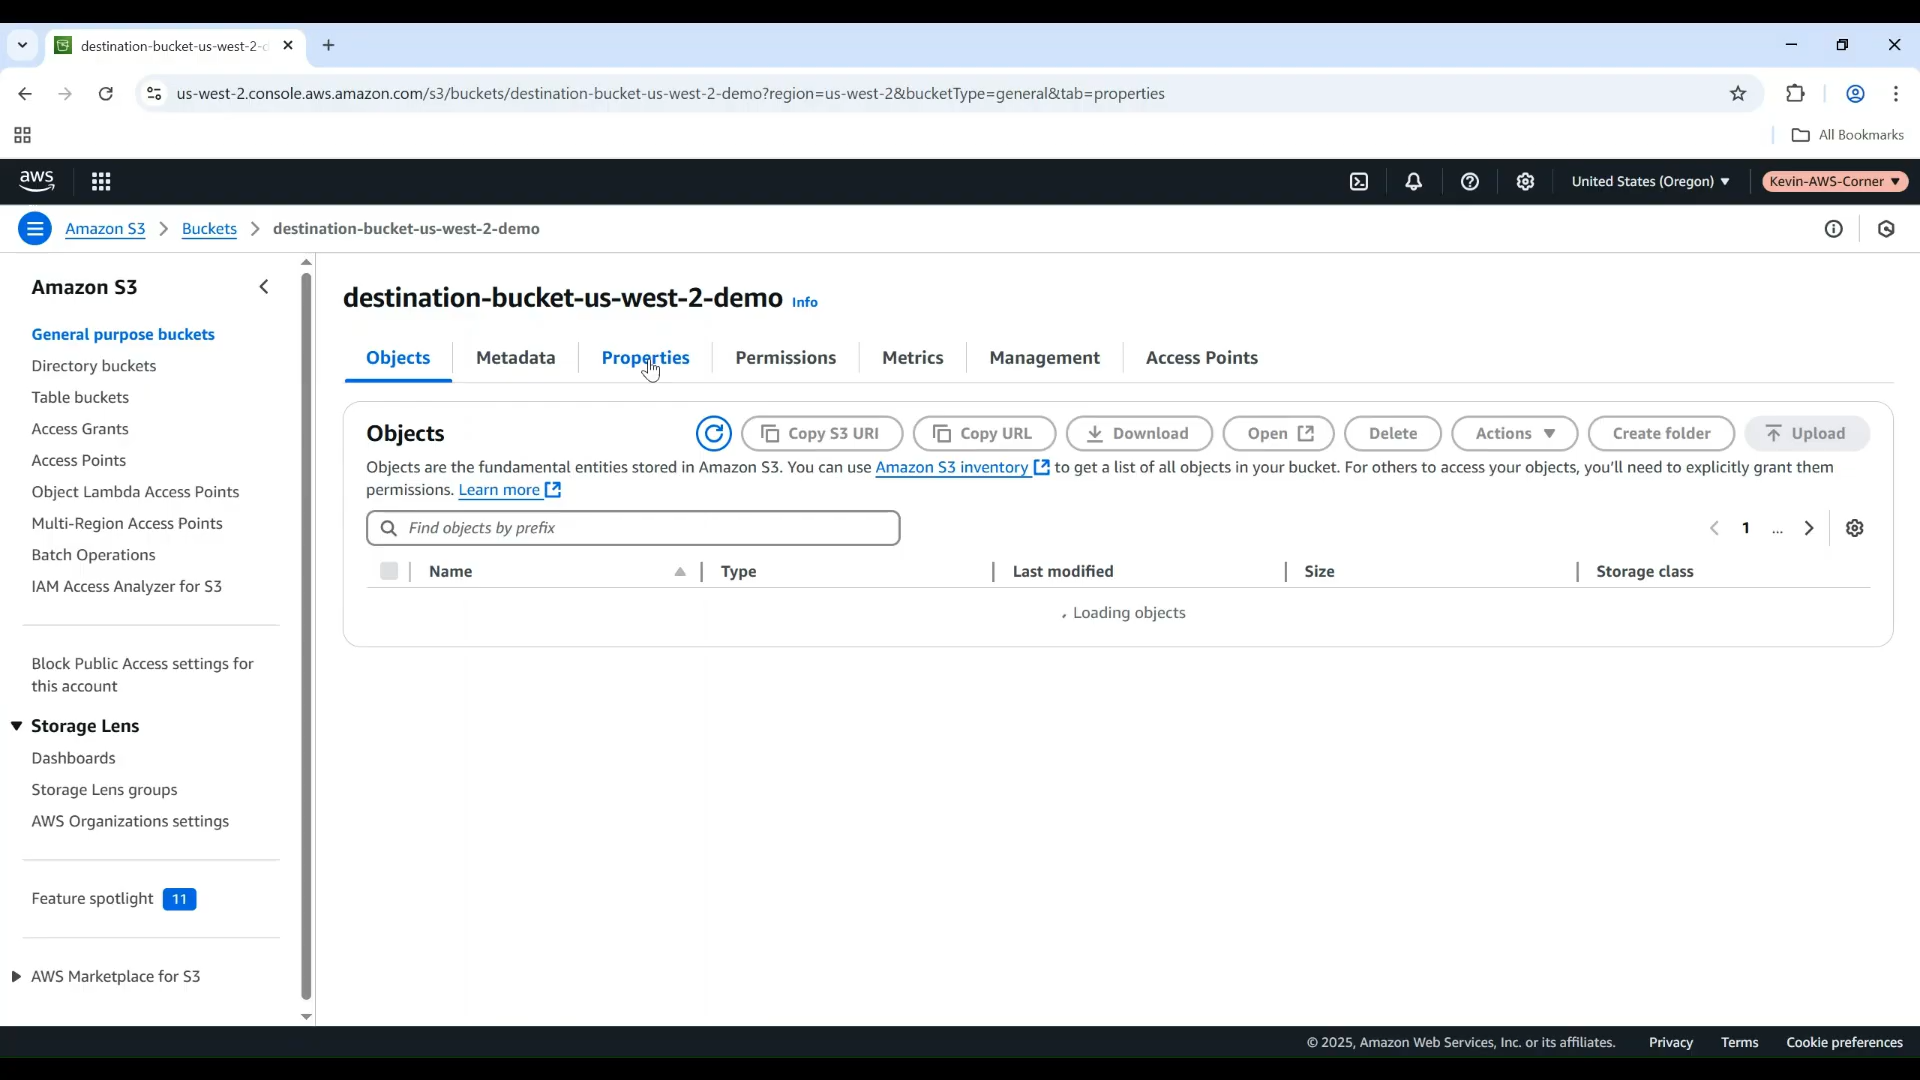 destination-bucket-us-west-2-d
us-west-2.console.aws.amazon.com/s3/buckets/destination-bucket-us-west-2-demo?region=us-west-2&bucketType=general&tab=properties
All Bookmarks
aws
United States (Oregon)
Kevin-AWS-Corner
Amazon S3
Buckets
destination-bucket-us-west-2-demo
Amazon S3
General purpose buckets
Directory buckets
Table buckets
Access Grants
Access Points
Object Lambda Access Points
Multi-Region Access Points
Batch Operations
IAM Access Analyzer for S3
Block Public Access settings for
this account
Storage Lens
Dashboards
Storage Lens groups
AWS Organizations settings
Feature spotlight 11
AWS Marketplace for S3
destination-bucket-us-west-2-demo Info
Objects Metadata Properties Permissions Metrics Management Access Points
Objects
Copy S3 URI Copy URL Download Open Delete Actions Create folder Upload
Objects are the fundamental entities stored in Amazon S3. You can use Amazon S3 inventory to get a list of all objects in your bucket. For others to access your objects, you'll need to explicitly grant them
permissions. Learn more
Find objects by prefix
1 ...
Name Type Last modified Size Storage class
Loading objects
© 2025, Amazon Web Services, Inc. or its affiliates. Privacy Terms Cookie preferences